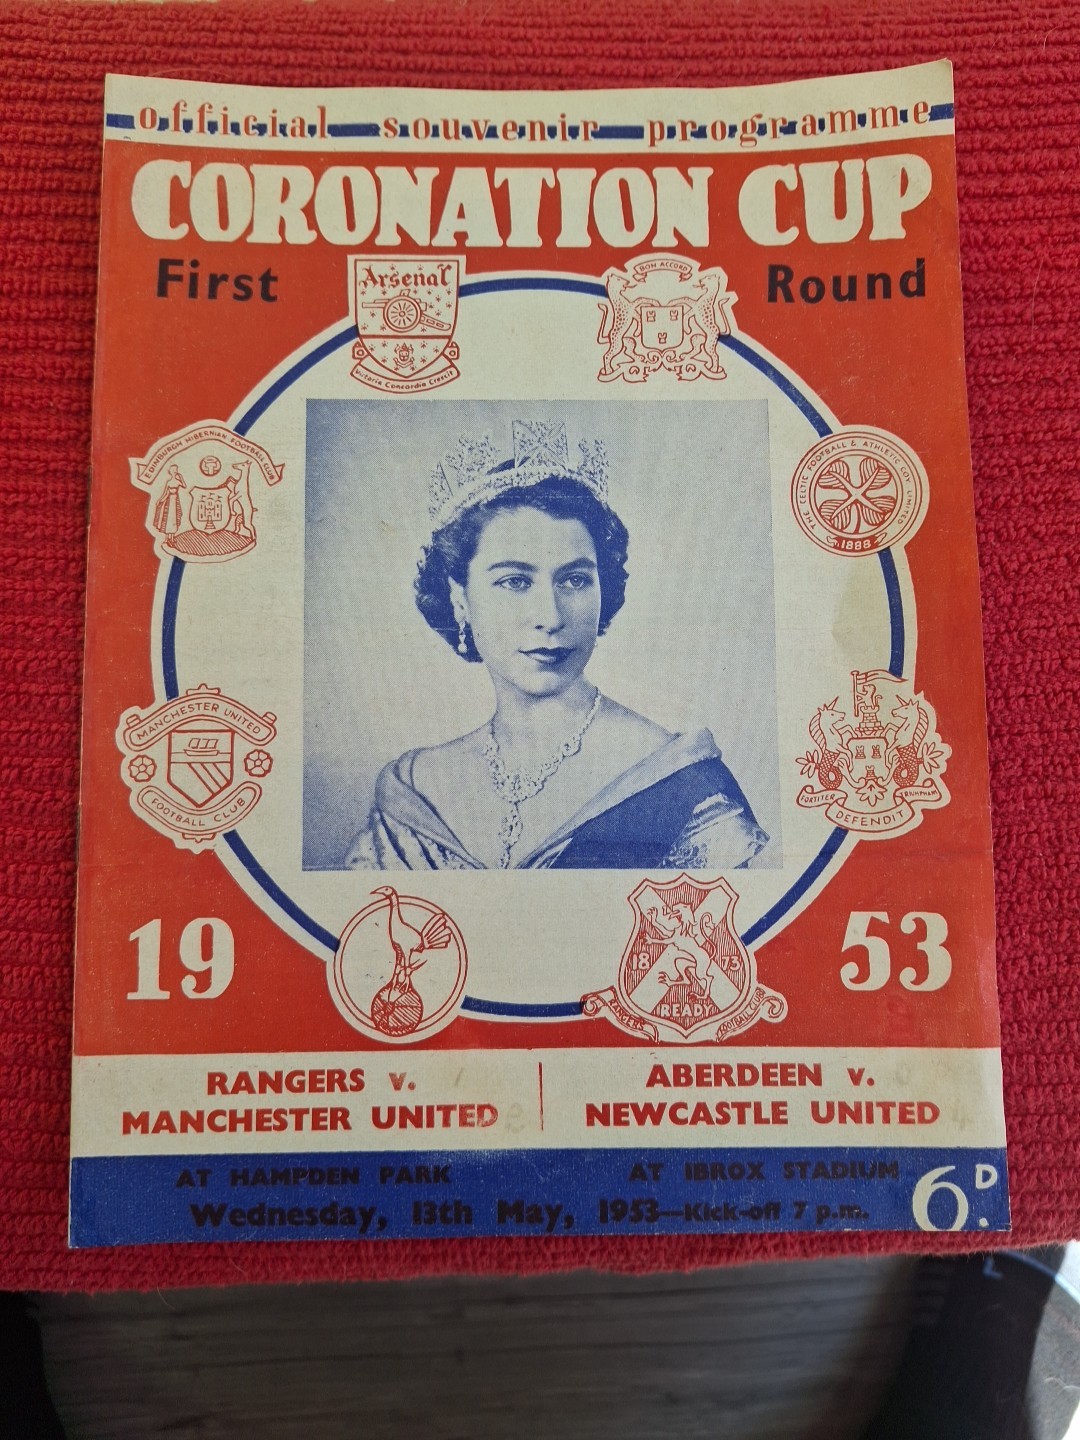 official souvenir programme
CORONATION CUP
First Round
Arsenal
Victoria Concordia Crescit
BON ACCORD
EDINBURGH HIBERNIAN FOOTBALL CLUB
THE CELTIC FOOTBALL & ATHLETIC COY LIMITED
1888
MANCHESTER UNITED
FOOTBALL CLUB
FORTITER DEFENDIT TRIUMPHANS
18 73
READY
RANGERS FOOTBALL CLUB
19 53
RANGERS v.
MANCHESTER UNITED
ABERDEEN v.
NEWCASTLE UNITED
AT HAMPDEN PARK
AT IBROX STADIUM
Wednesday, 13th May, 1953—Kick-off 7 p.m.
6D.